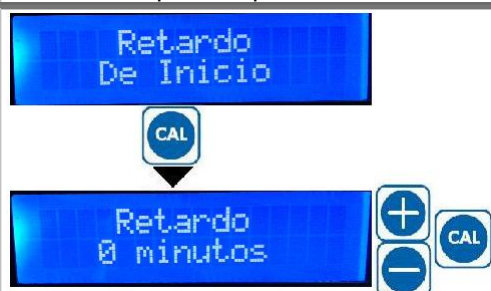 Retardo
De Inicio
CAL
Retardo
0 minutos
+
CAL
−